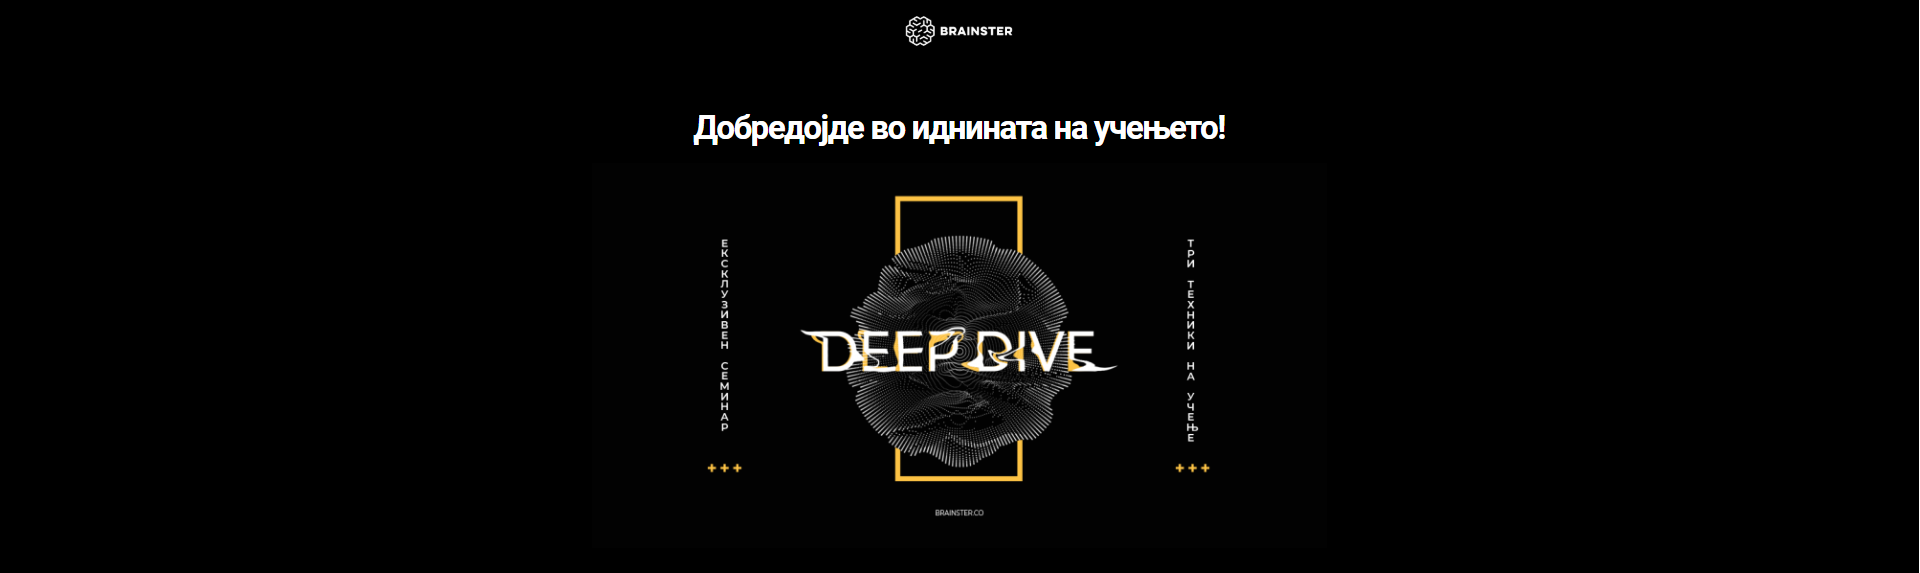 BRAINSTER
Добредојде во иднината на учењето!
ЕКСКЛУЗИВЕН СЕМИНАР
DEEP DIVE
ТРИ ТЕХНИКИ НА УЧЕЊЕ
BRAINSTER.CO